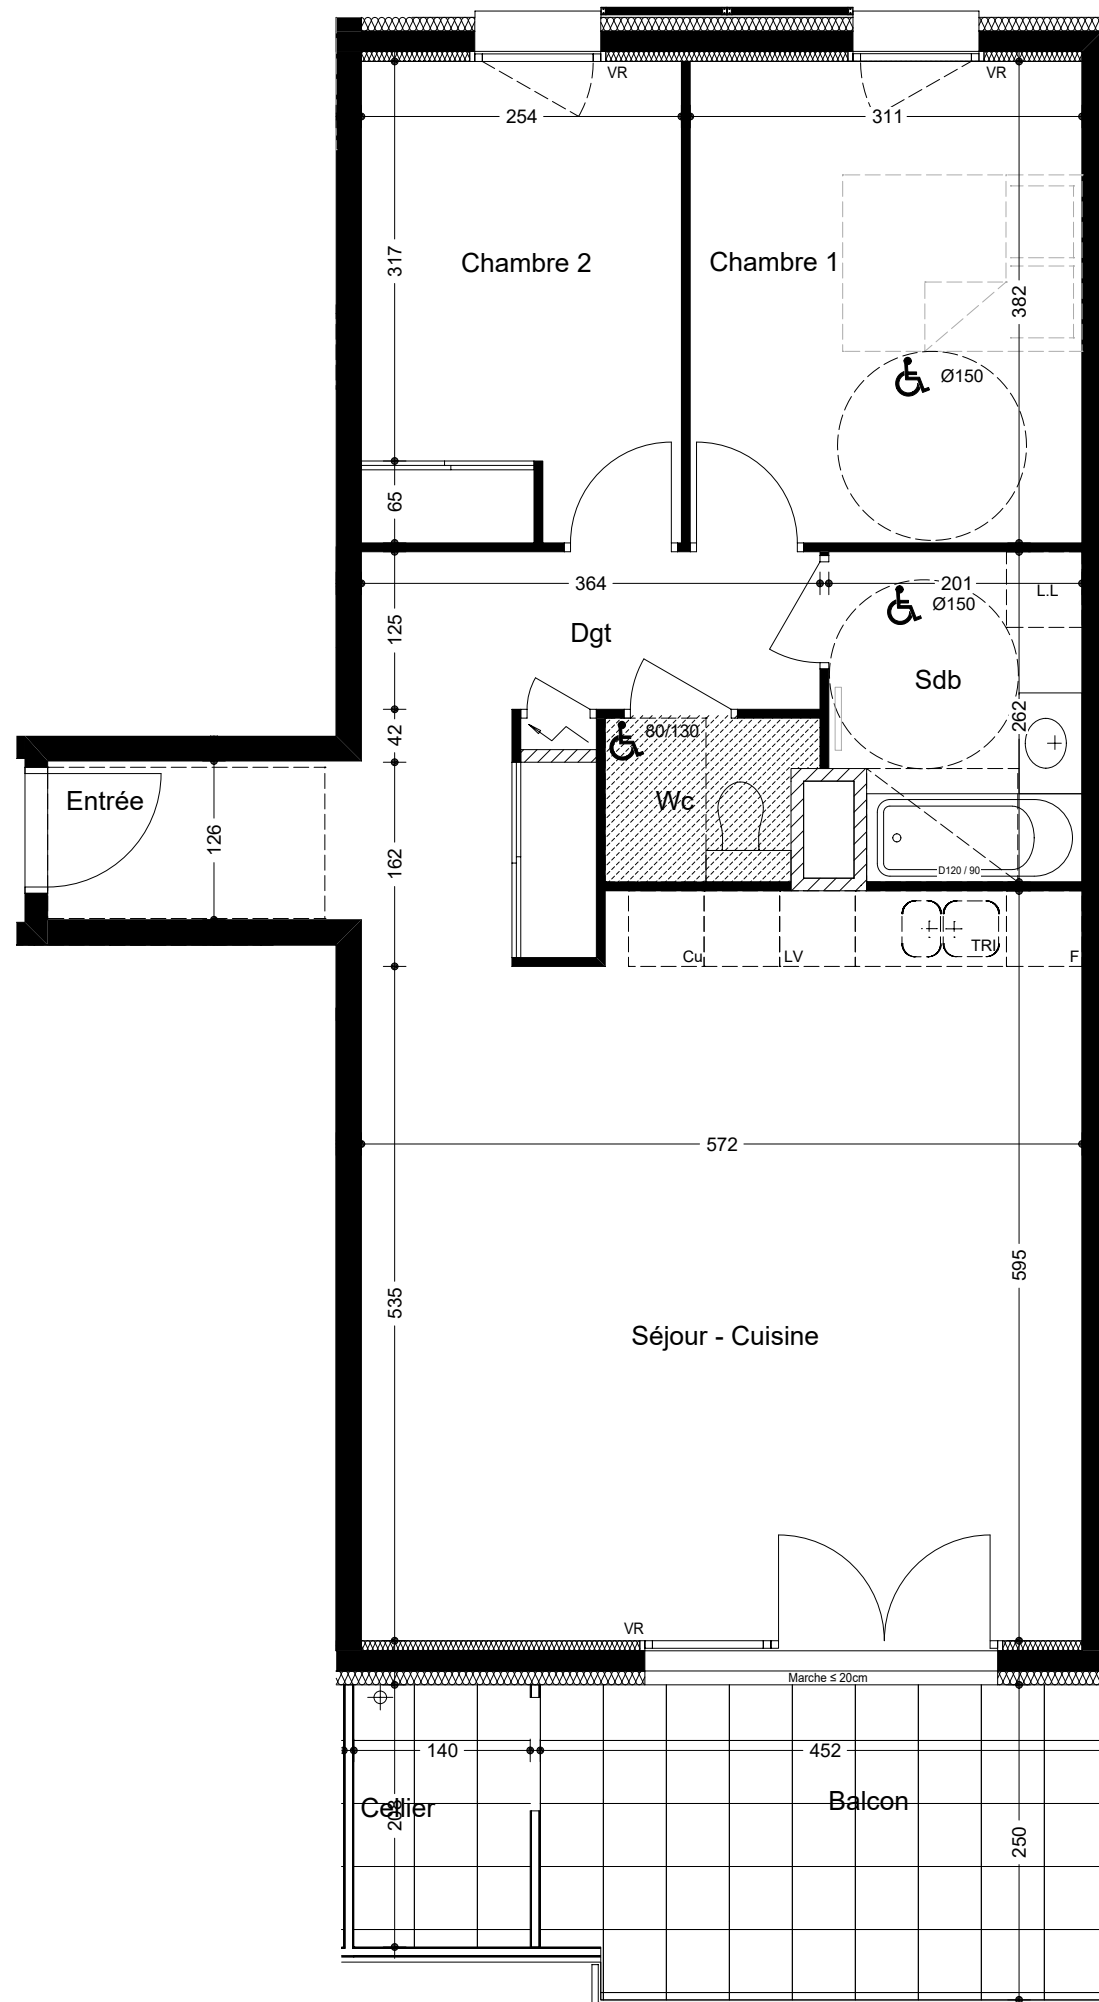 VR
VR
254
311
317
Chambre 2
Chambre 1
382
Ø150
65
364
201
L.L
Ø150
125
Dgt
Sdb
262
42
80/130
Entrée
Wc
126
162
D120 / 90
Cu
LV
TRI
F
572
535
595
Séjour - Cuisine
VR
Marche ≤ 20cm
140
452
Cellier
Balcon
250